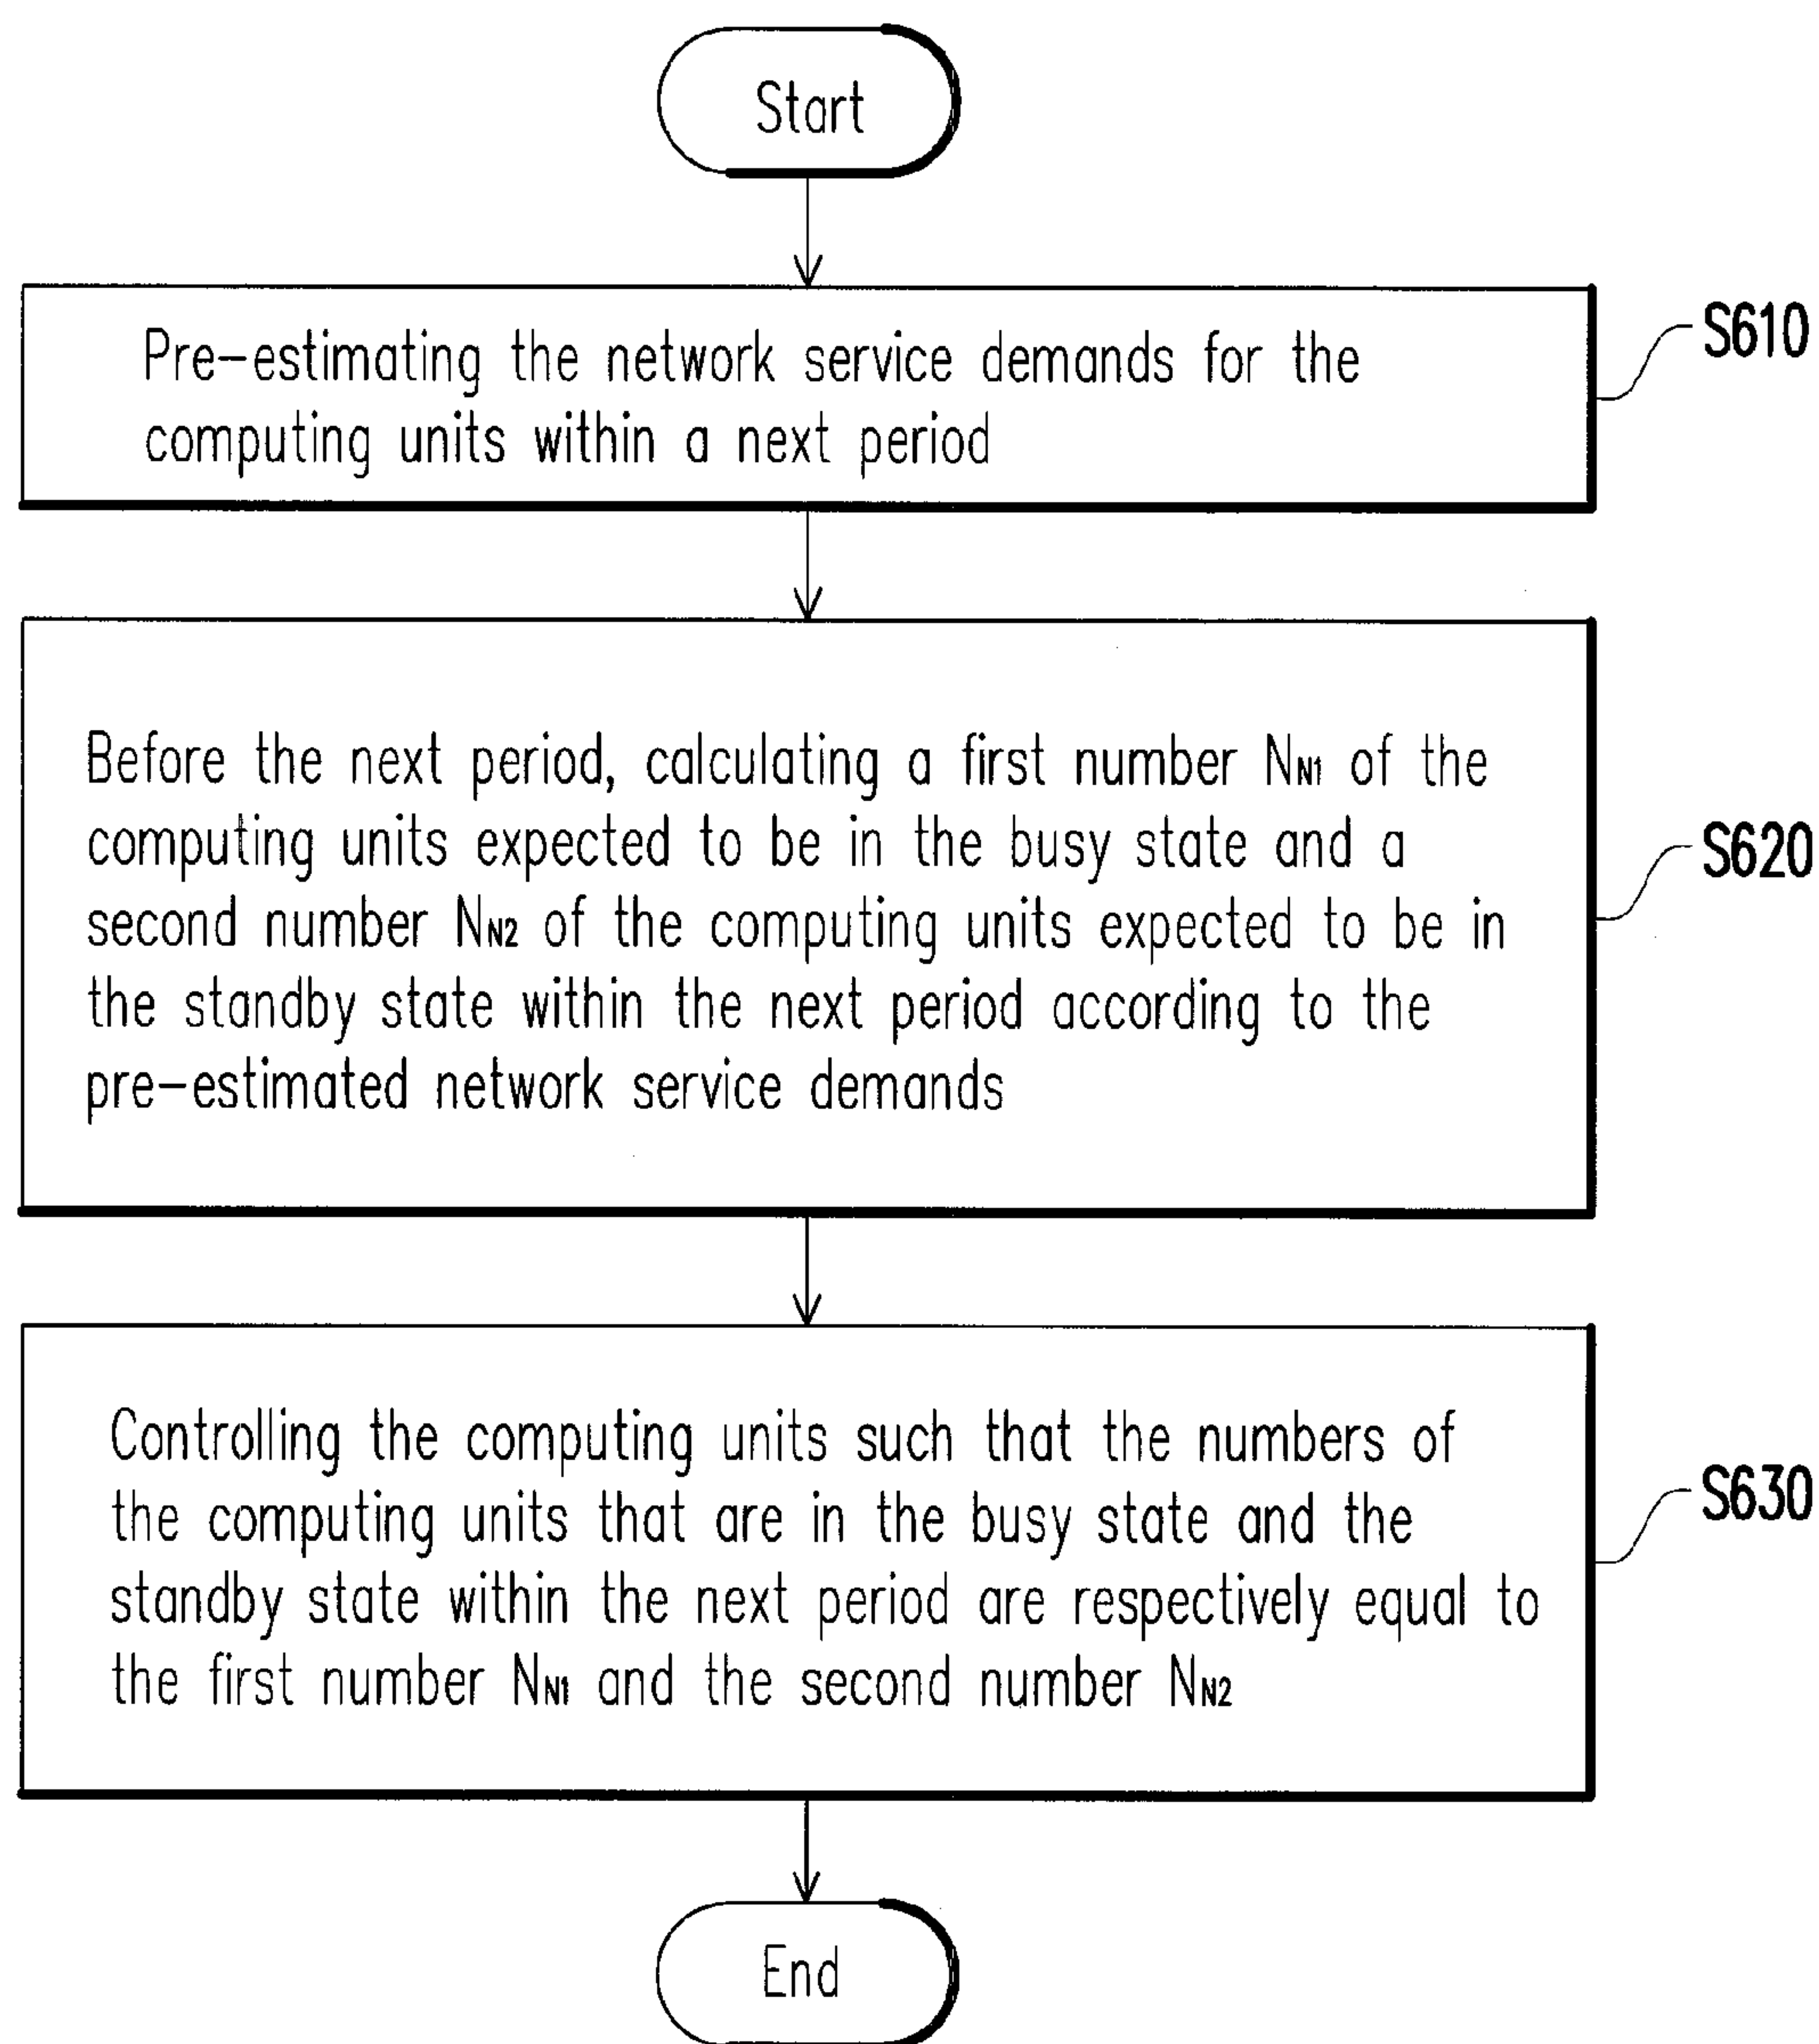 Start
Pre-estimating the network service demands for the
computing units within a next period
S610
Before the next period, calculating a first number NN1 of the
computing units expected to be in the busy state and a
second number NN2 of the computing units expected to be in
the standby state within the next period according to the
pre-estimated network service demands
S620
Controlling the computing units such that the numbers of
the computing units that are in the busy state and the
standby state within the next period are respectively equal to
the first number NN1 and the second number NN2
S630
End